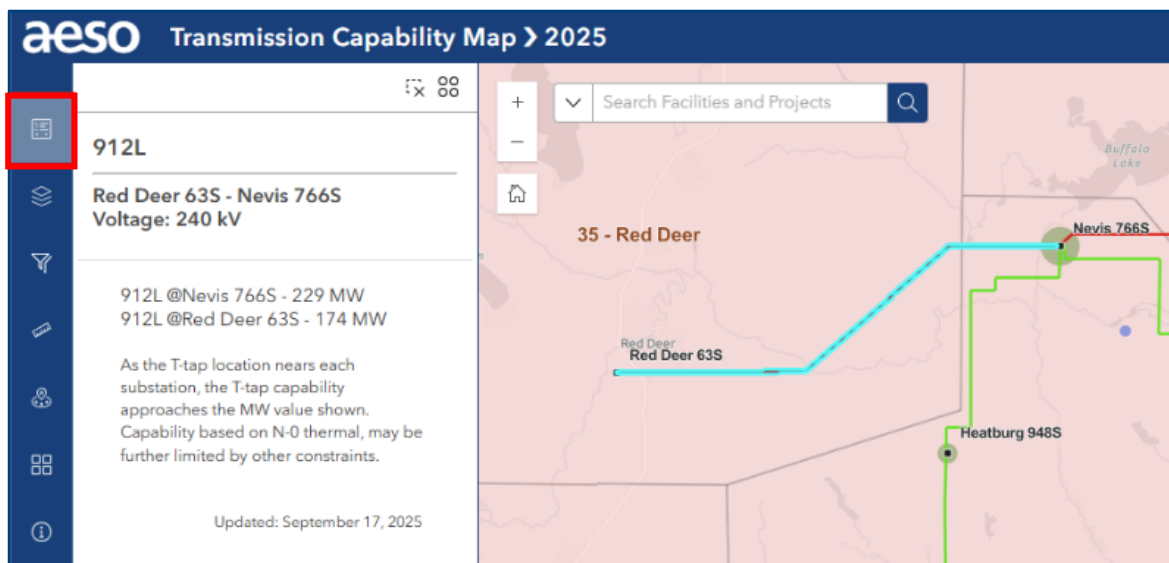 aeso Transmission Capability Map ❯ 2025
Search Facilities and Projects
912L
Red Deer 63S - Nevis 766S
Voltage: 240 kV
912L @Nevis 766S - 229 MW
912L @Red Deer 63S - 174 MW
As the T-tap location nears each
substation, the T-tap capability
approaches the MW value shown.
Capability based on N-0 thermal, may be
further limited by other constraints.
Updated: September 17, 2025
Buffalo
Lake
35 - Red Deer
Nevis 766S
Red Deer
Red Deer 63S
Heatburg 948S